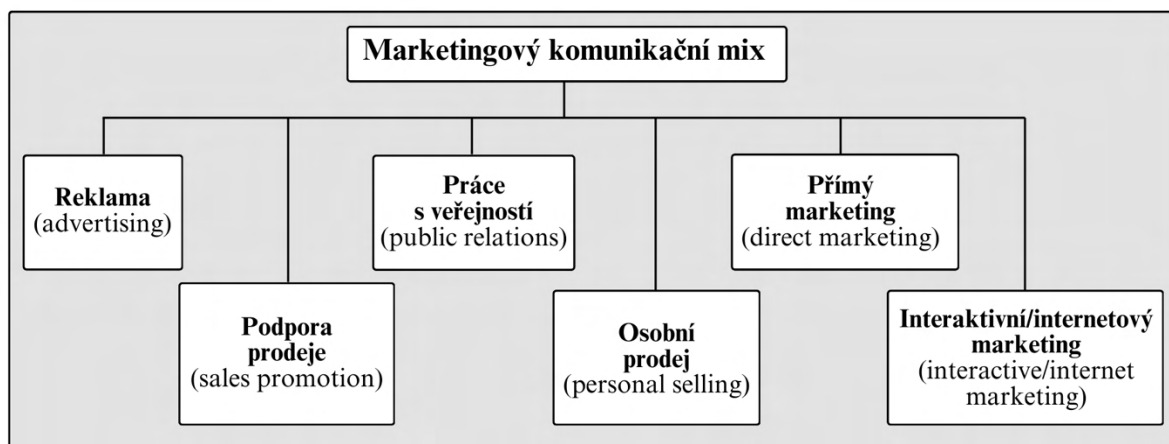 Marketingový komunikační mix
Reklama
(advertising)
Podpora
prodeje
(sales promotion)
Práce
s veřejností
(public relations)
Osobní
prodej
(personal selling)
Přímý
marketing
(direct marketing)
Interaktivní/internetový
marketing
(interactive/internet
marketing)